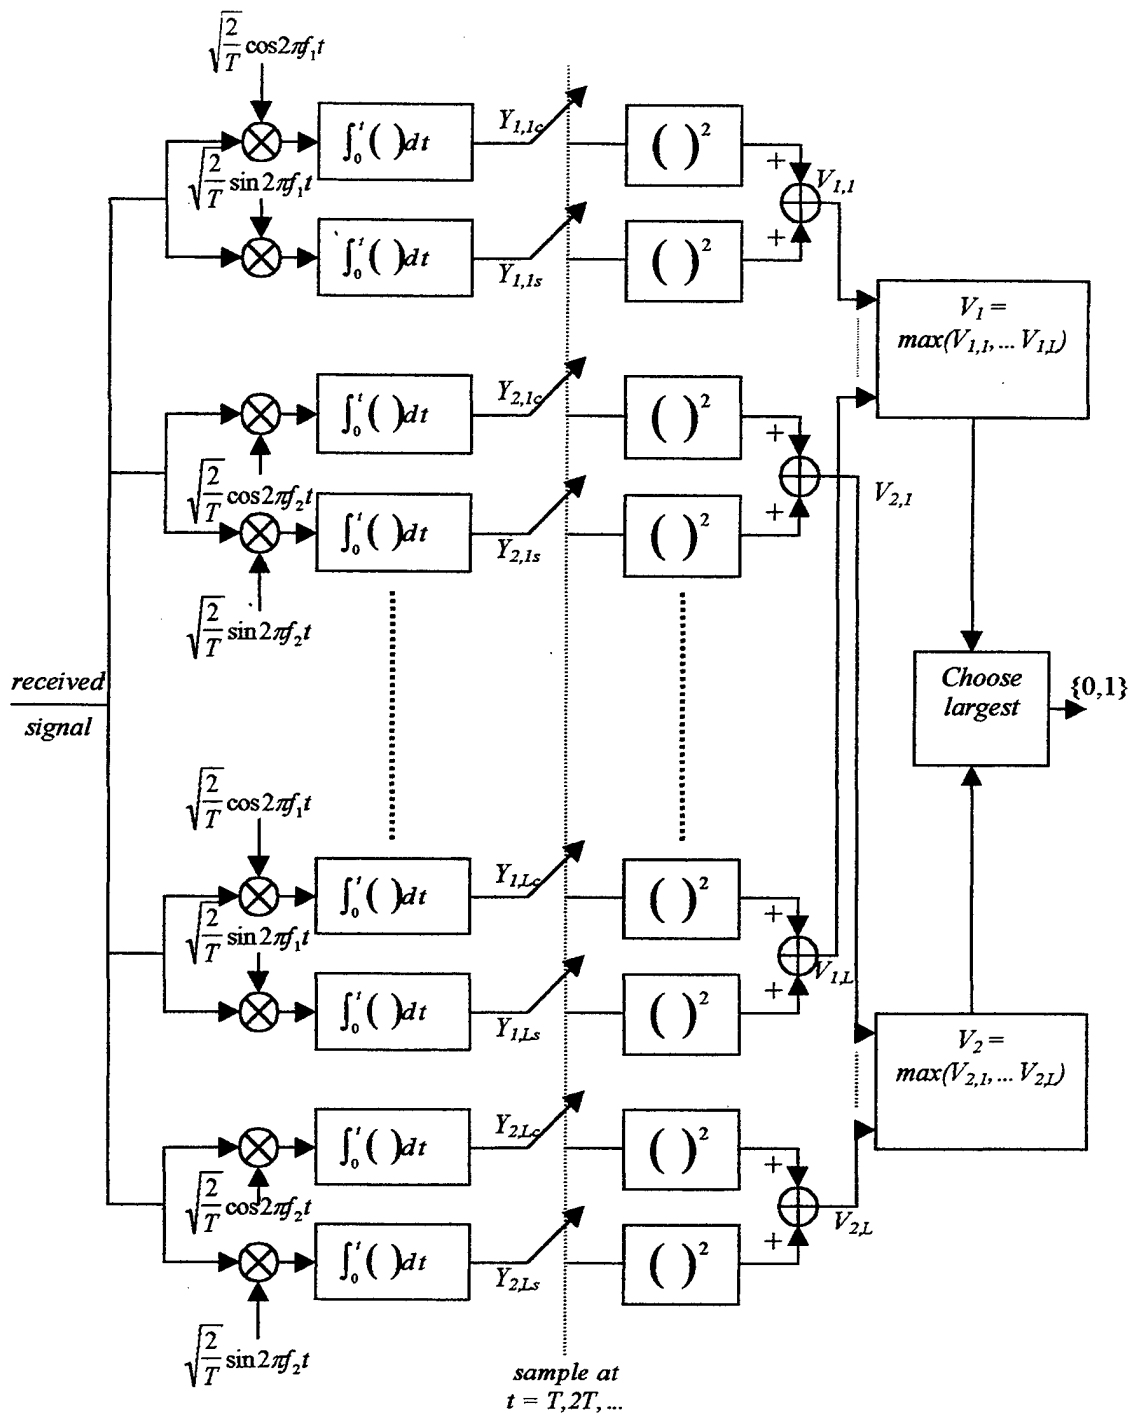 √(2/T) cos2πf₁t
∫₀ᵗ( )dt
Y₁,₁c
( )²
+
V₁,₁
√(2/T) sin2πf₁t
∫₀ᵗ( )dt
Y₁,₁s
( )²
+
V₁ =
max(V₁,₁, ... V₁,L)
∫₀ᵗ( )dt
Y₂,₁c
( )²
+
V₂,₁
√(2/T) cos2πf₂t
∫₀ᵗ( )dt
Y₂,₁s
( )²
+
√(2/T) sin2πf₂t
received
signal
Choose
largest
{0,1}
√(2/T) cos2πf₁t
∫₀ᵗ( )dt
Y₁,Lc
( )²
+
V₁,L
√(2/T) sin2πf₁t
∫₀ᵗ( )dt
Y₁,Ls
( )²
+
V₂ =
max(V₂,₁, ... V₂,L)
∫₀ᵗ( )dt
Y₂,Lc
( )²
+
V₂,L
√(2/T) cos2πf₂t
∫₀ᵗ( )dt
Y₂,Ls
( )²
+
√(2/T) sin2πf₂t
sample at
t = T,2T, ...